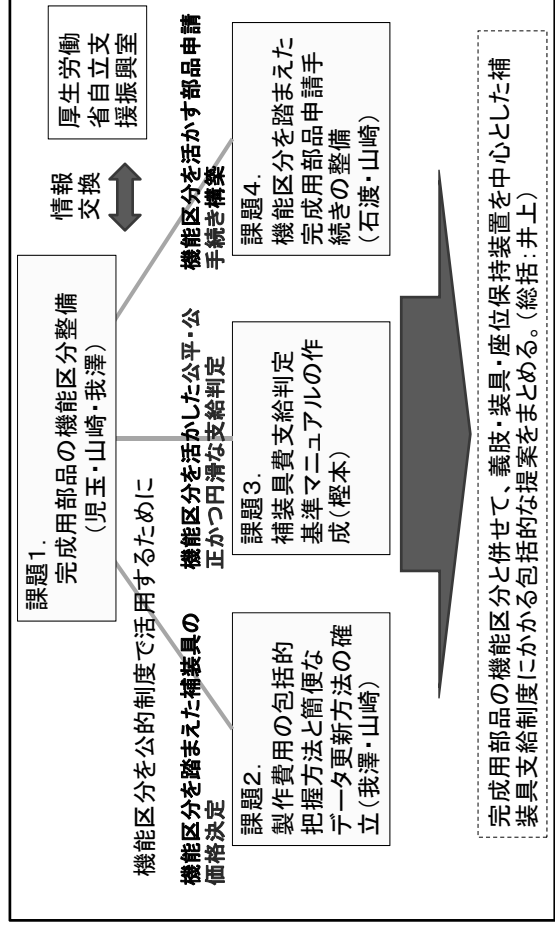 課題1.
完成用部品の機能区分整備
(児玉・山崎・我澤)
情報
交換
厚生労働
省自立支
援振興室
機能区分を公的制度で活用するために
機能区分を踏まえた補装具の
価格決定
課題2.
製作費用の包括的
把握方法と簡便な
データ更新方法の確
立(我澤・山崎)
機能区分を活かした公平・公
正かつ円滑な支給判定
課題3.
補装具費支給判定
基準マニュアルの作
成(樫本)
機能区分を活かす部品申請
手続き構築
課題4.
機能区分を踏まえた
完成用部品申請手
続きの整備
(石渡・山崎)
完成用部品の機能区分と併せて、義肢・装具・座位保持装置を中心とした補
装具支給制度にかかる包括的な提案をまとめる。(総括:井上)